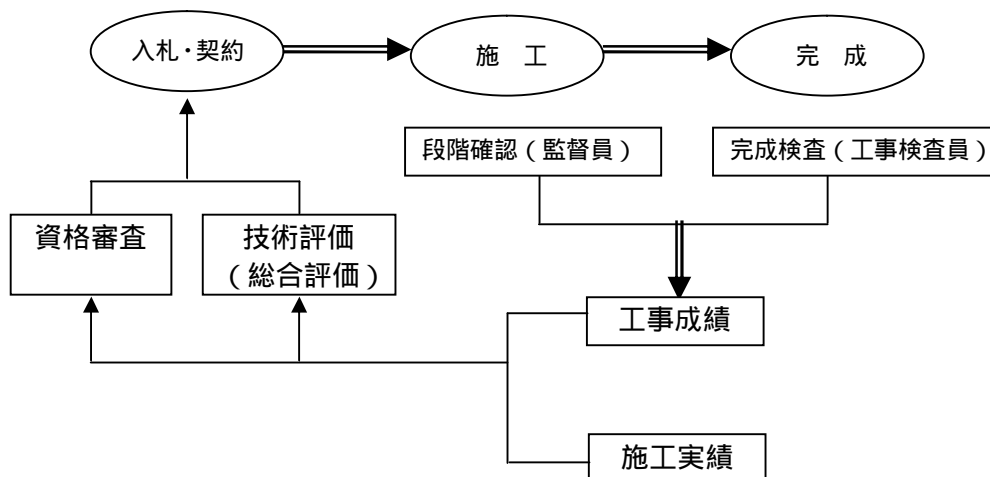 入札・契約
施　工
完　成
段階確認（監督員）
完成検査（工事検査員）
資格審査
技術評価
（総合評価）
工事成績
施工実績